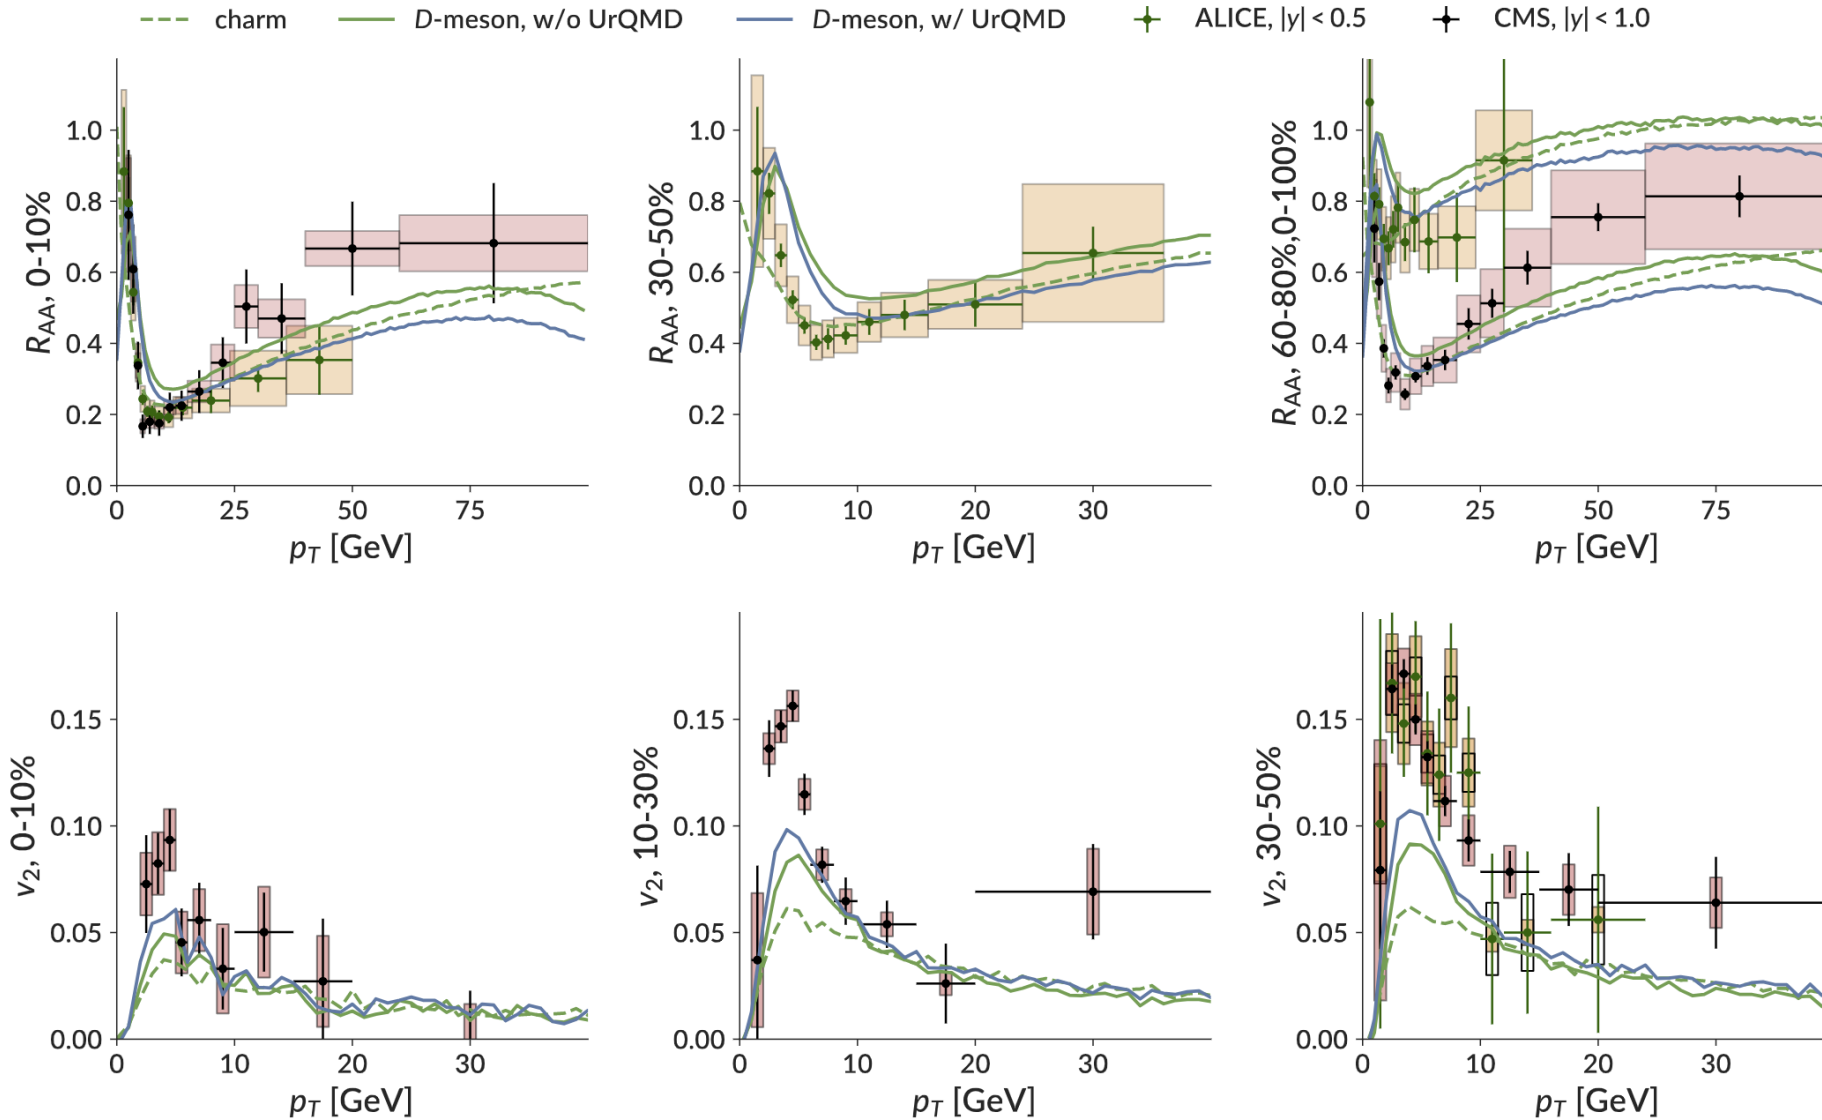 charm D-meson, w/o UrQMD D-meson, w/ UrQMD ALICE, |y| < 0.5 CMS, |y| < 1.0
R_AA, 0-10%
1.0
0.8
0.6
0.4
0.2
0.0
0 25 50 75
p_T [GeV]
R_AA, 30-50%
1.0
0.8
0.6
0.4
0.2
0.0
0 10 20 30
p_T [GeV]
R_AA, 60-80%,0-100%
1.0
0.8
0.6
0.4
0.2
0.0
0 25 50 75
p_T [GeV]
v_2, 0-10%
0.15
0.10
0.05
0.00
0 10 20 30
p_T [GeV]
v_2, 10-30%
0.15
0.10
0.05
0.00
0 10 20 30
p_T [GeV]
v_2, 30-50%
0.15
0.10
0.05
0.00
0 10 20 30
p_T [GeV]